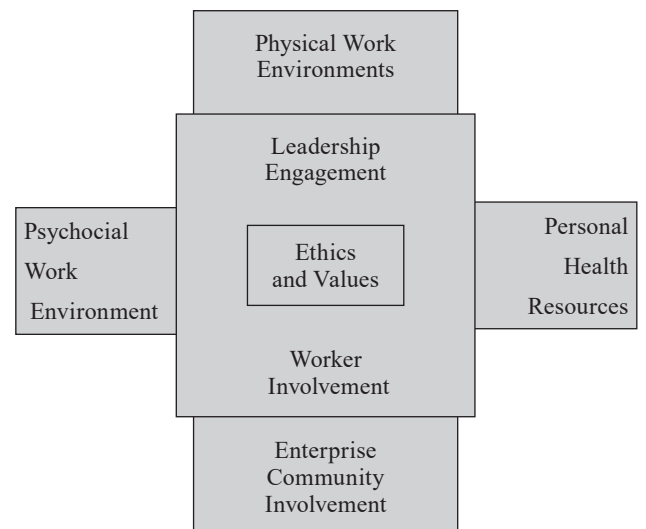 Physical Work
Environments
Leadership
Engagement
Psychocial
Work
Environment
Ethics
and Values
Personal
Health
Resources
Worker
Involvement
Enterprise
Community
Involvement